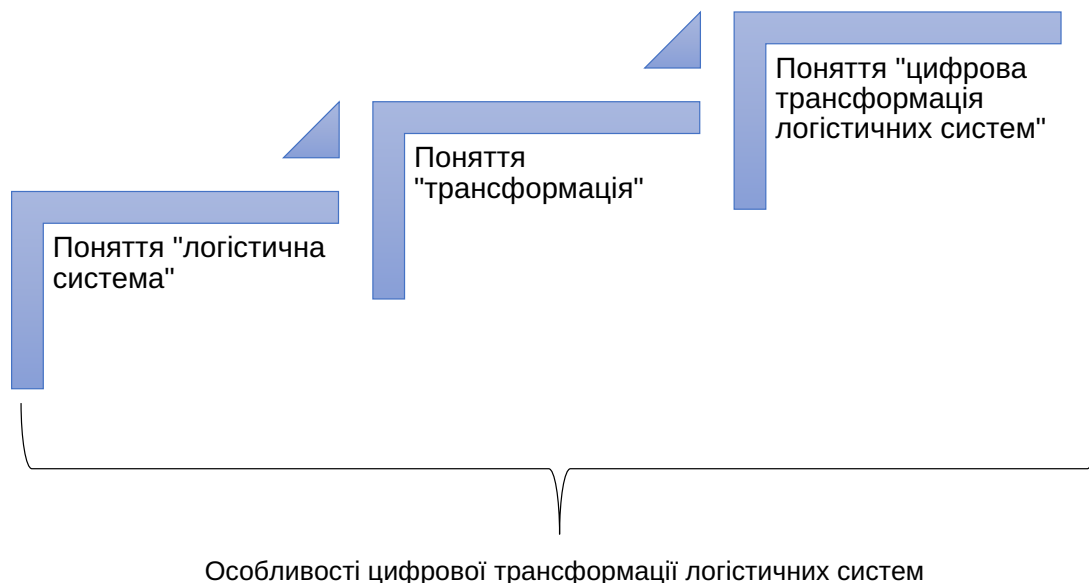 Поняття "цифрова
трансформація
логістичних систем"
Поняття
"трансформація"
Поняття "логістична
система"
Особливості цифрової трансформації логістичних систем